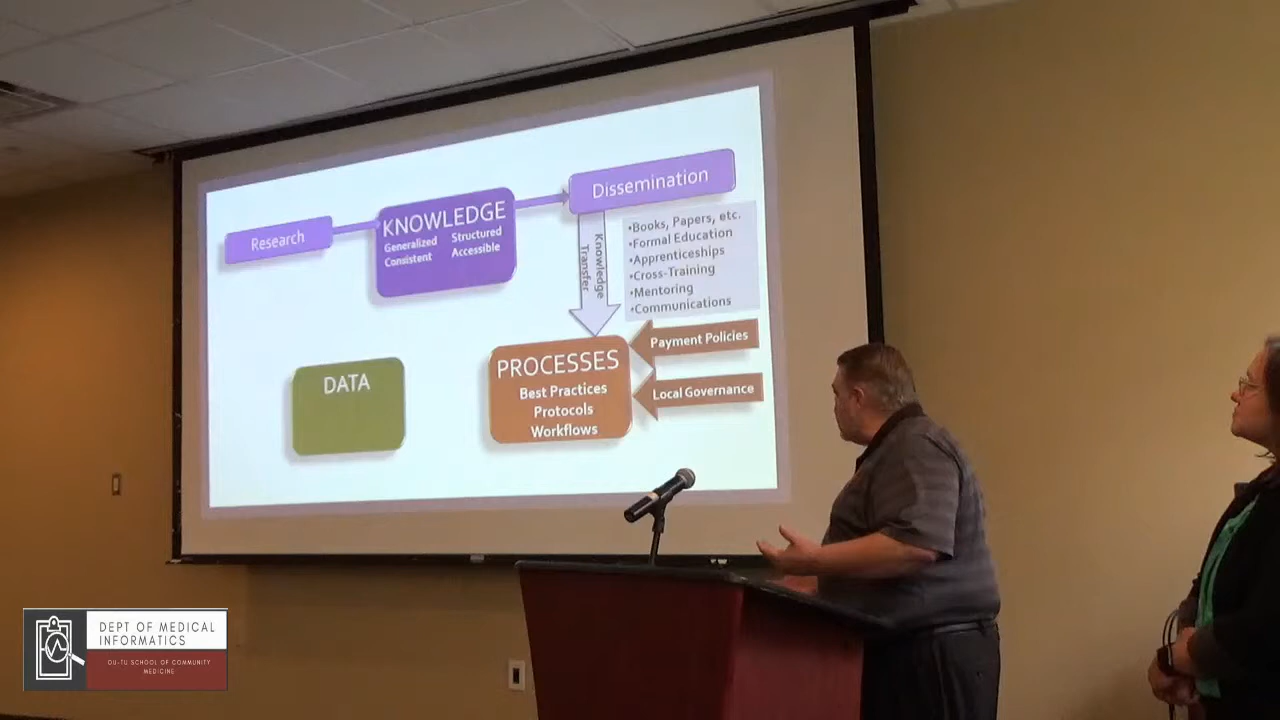 Research
KNOWLEDGE
Generalized Structured
Consistent Accessible
Dissemination
Knowledge
Transfer
•Books, Papers, etc.
•Formal Education
•Apprenticeships
•Cross-Training
•Mentoring
•Communications
Payment Policies
Local Governance
PROCESSES
Best Practices
Protocols
Workflows
DATA
DEPT OF MEDICAL
INFORMATICS
OU-TU SCHOOL OF COMMUNITY
MEDICINE